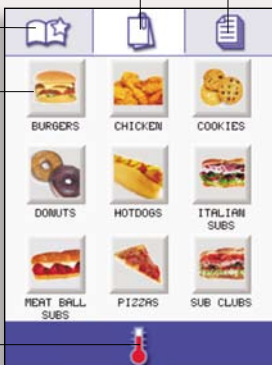 BURGERS
CHICKEN
COOKIES
DONUTS
HOTDOGS
ITALIAN
SUBS
MEAT BALL
SUBS
PIZZAS
SUB CLUBS